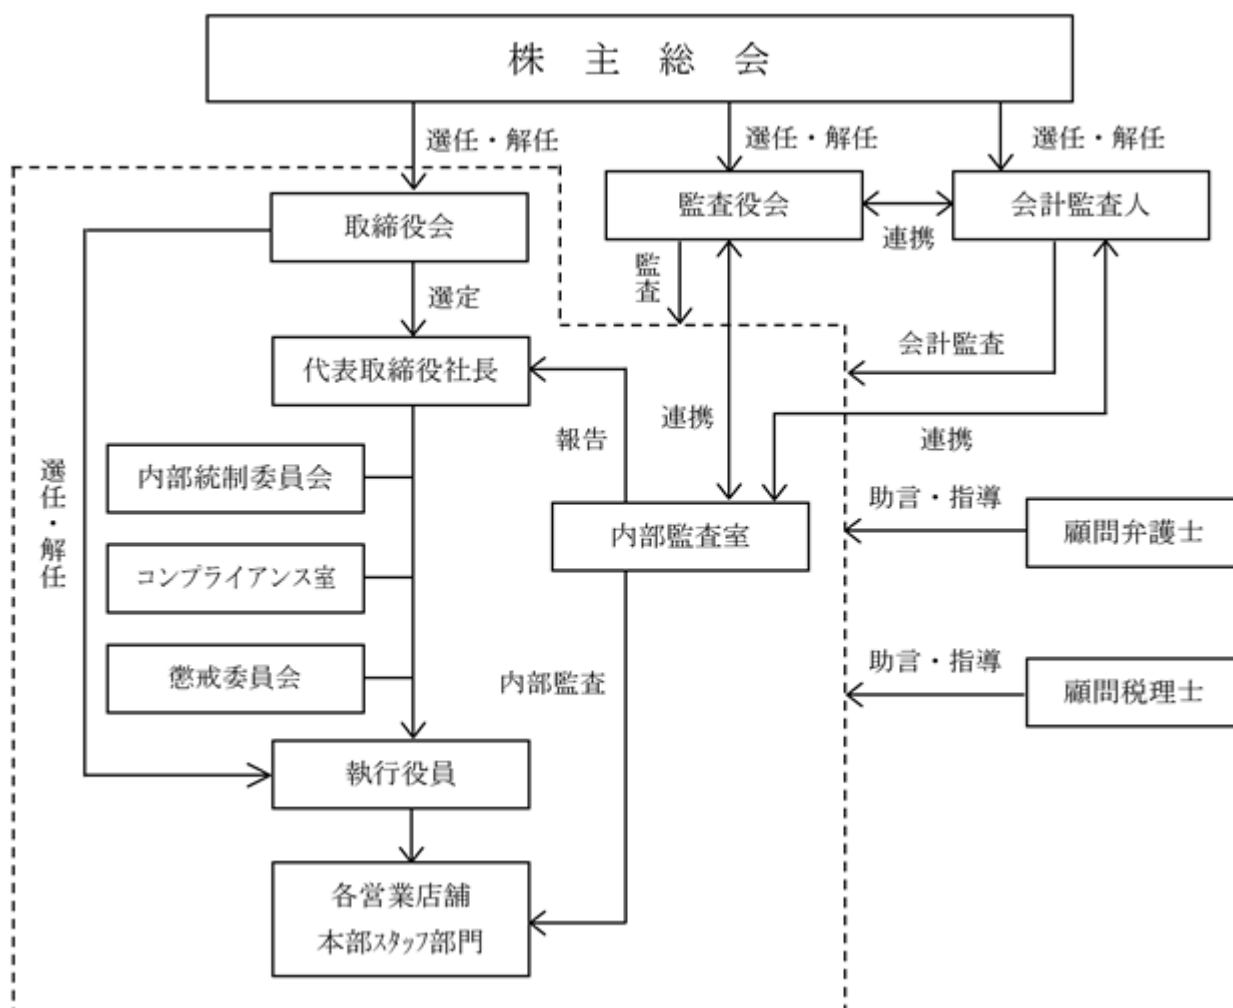 株主総会
選任・解任
選任・解任
選任・解任
監査役会
会計監査人
取締役会
連携
監査
選定
会計監査
代表取締役社長
連携
報告
連携
選任・解任
内部統制委員会
助言・指導
内部監査室
顧問弁護士
コンプライアンス室
助言・指導
懲戒委員会
内部監査
顧問税理士
執行役員
各営業店舗
本部スタッフ部門